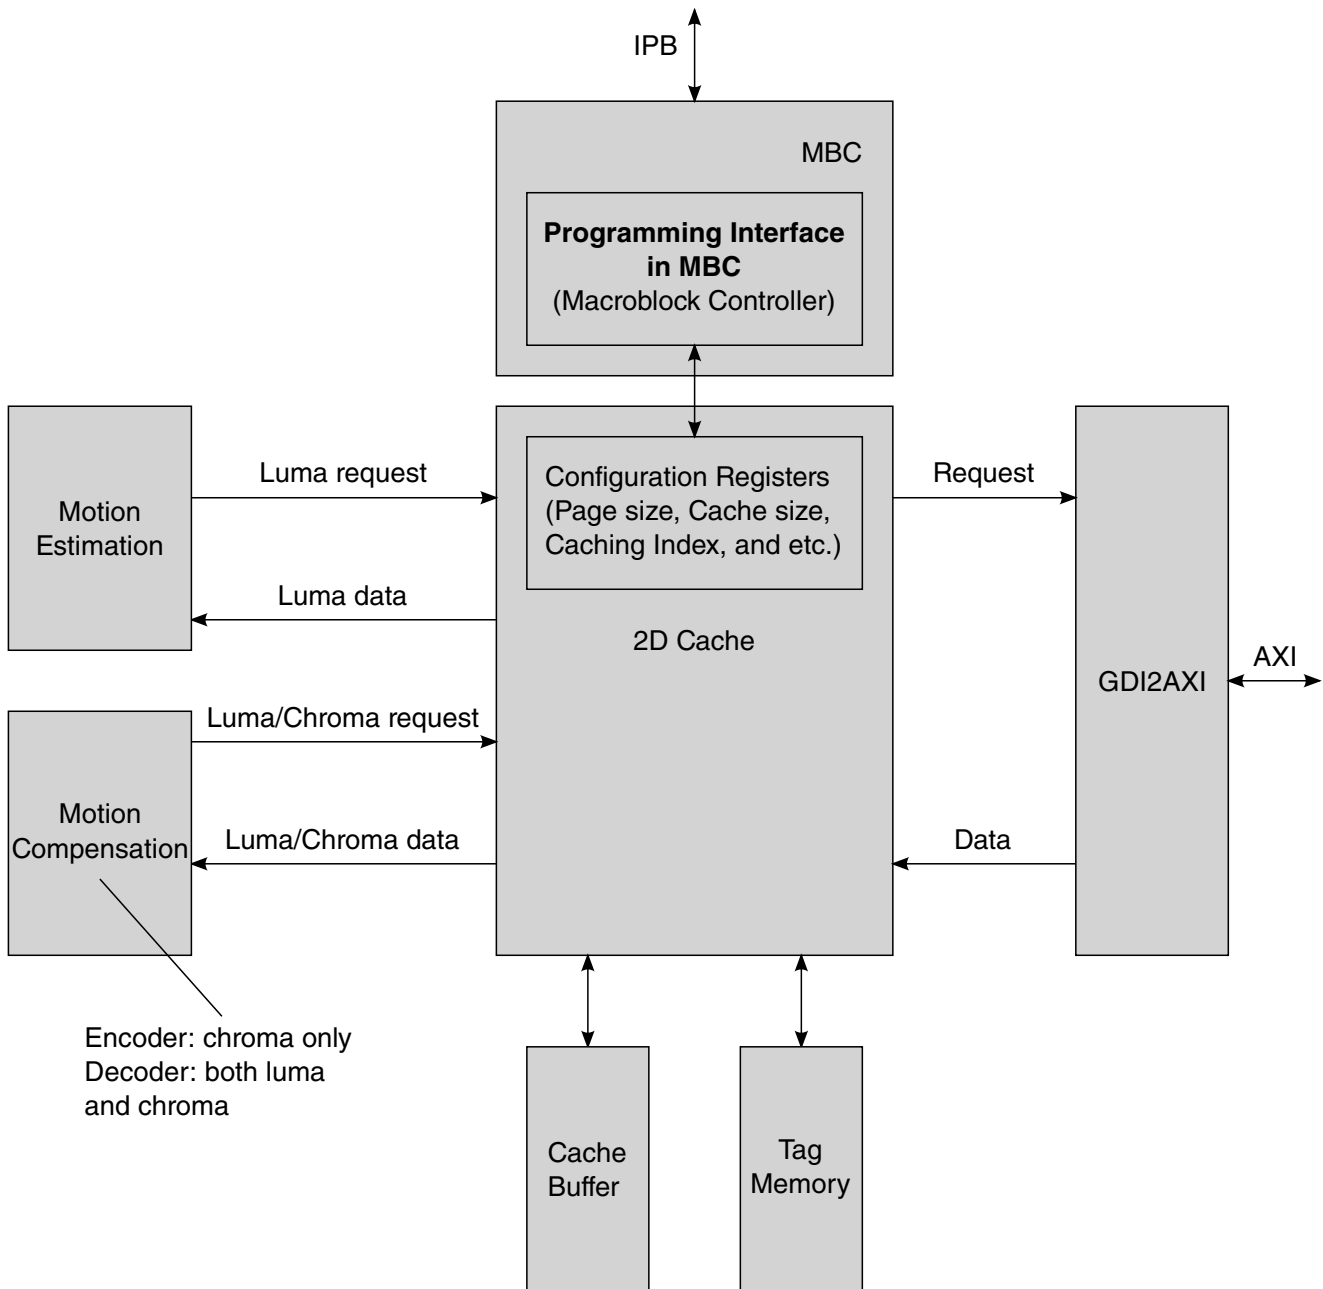 IPB
MBC
Programming Interface
in MBC
(Macroblock Controller)
Motion
Estimation
Luma request
Luma data
Configuration Registers
(Page size, Cache size,
Caching Index, and etc.)
2D Cache
Request
GDI2AXI
AXI
Motion
Compensation
Luma/Chroma request
Luma/Chroma data
Data
Encoder: chroma only
Decoder: both luma
and chroma
Cache
Buffer
Tag
Memory